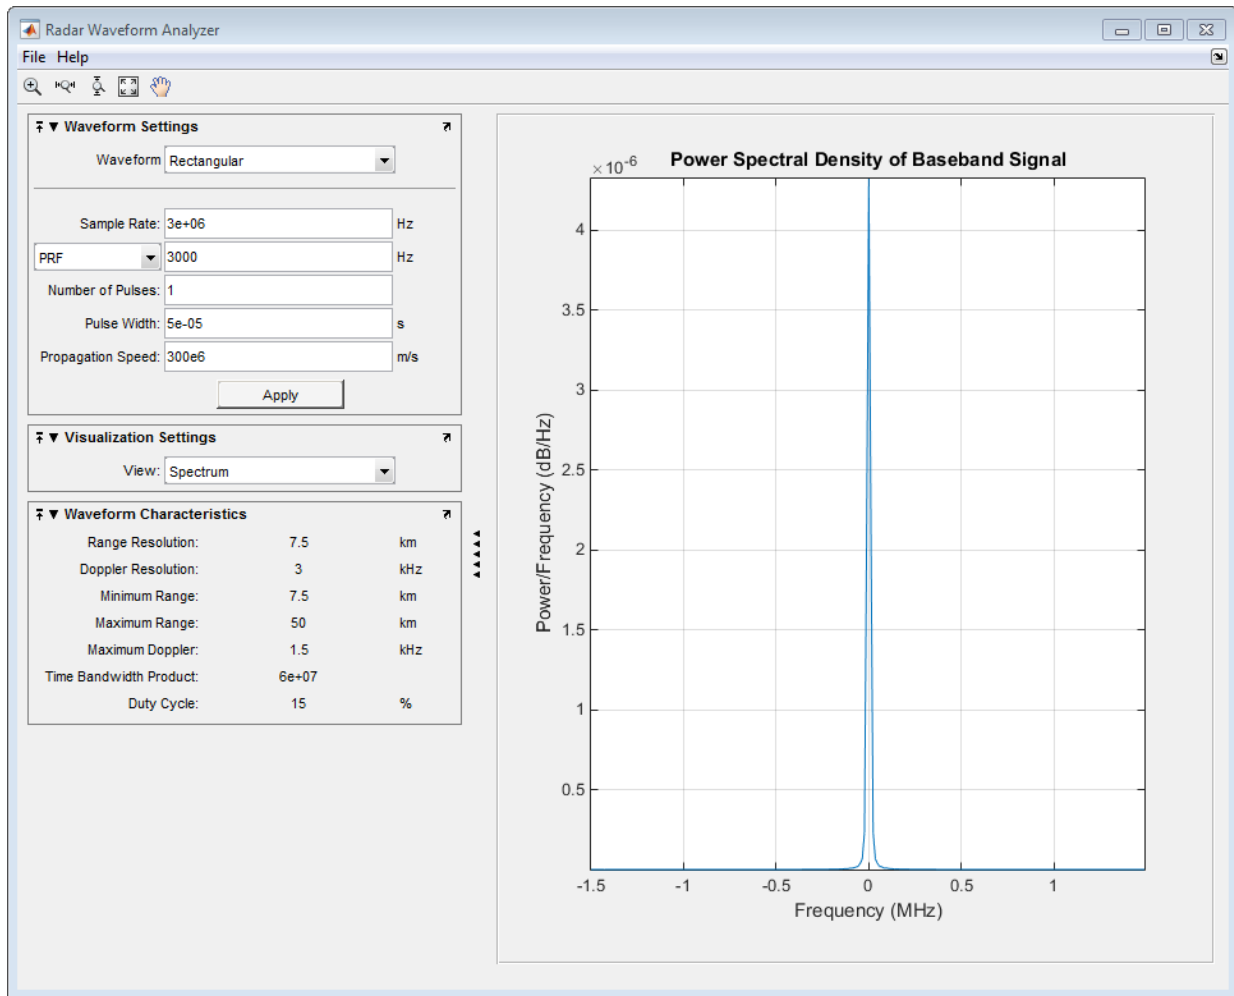 Radar Waveform Analyzer
File Help
Waveform Settings
Waveform Rectangular
Sample Rate: 3e+06 Hz
PRF 3000 Hz
Number of Pulses: 1
Pulse Width: 5e-05 s
Propagation Speed: 300e6 m/s
Apply
Visualization Settings
View: Spectrum
Waveform Characteristics
Range Resolution: 7.5 km
Doppler Resolution: 3 kHz
Minimum Range: 7.5 km
Maximum Range: 50 km
Maximum Doppler: 1.5 kHz
Time Bandwidth Product: 6e+07
Duty Cycle: 15 %
×10⁻⁶ Power Spectral Density of Baseband Signal
4
3.5
3
2.5
2
1.5
1
0.5
Power/Frequency (dB/Hz)
-1.5 -1 -0.5 0 0.5 1
Frequency (MHz)